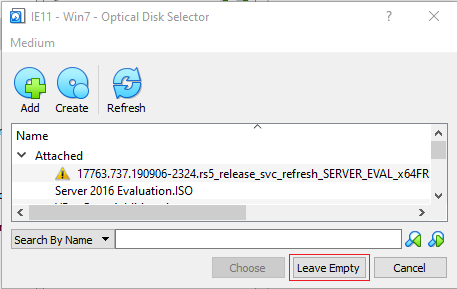 IE11 - Win7 - Optical Disk Selector
Medium
Add Create Refresh
Name
Attached
17763.737.190906-2324.rs5_release_svc_refresh_SERVER_EVAL_x64FR
Server 2016 Evaluation.ISO
Search By Name
Choose Leave Empty Cancel